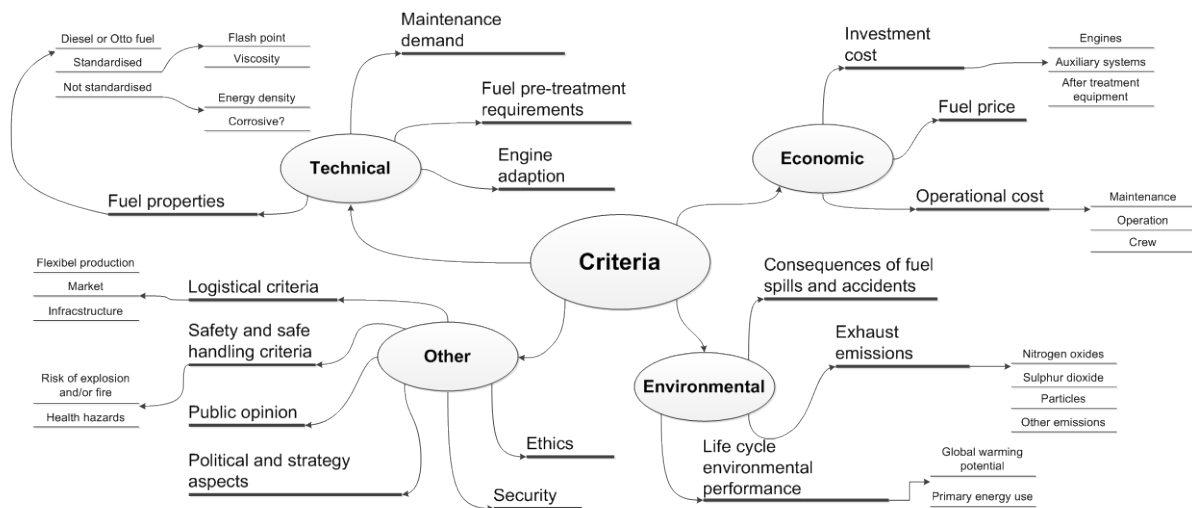 Criteria
Technical
Maintenance
demand
Fuel pre-treatment
requirements
Engine
adaption
Fuel properties
Diesel or Otto fuel
Standardised
Not standardised
Flash point
Viscosity
Energy density
Corrosive?
Economic
Investment
cost
Engines
Auxiliary systems
After treatment
equipment
Fuel price
Operational cost
Maintenance
Operation
Crew
Other
Logistical criteria
Flexibel production
Market
Infracstructure
Safety and safe
handling criteria
Risk of explosion
and/or fire
Health hazards
Public opinion
Political and strategy
aspects
Ethics
Security
Environmental
Consequences of fuel
spills and accidents
Exhaust
emissions
Nitrogen oxides
Sulphur dioxide
Particles
Other emissions
Life cycle
environmental
performance
Global warming
potential
Primary energy use